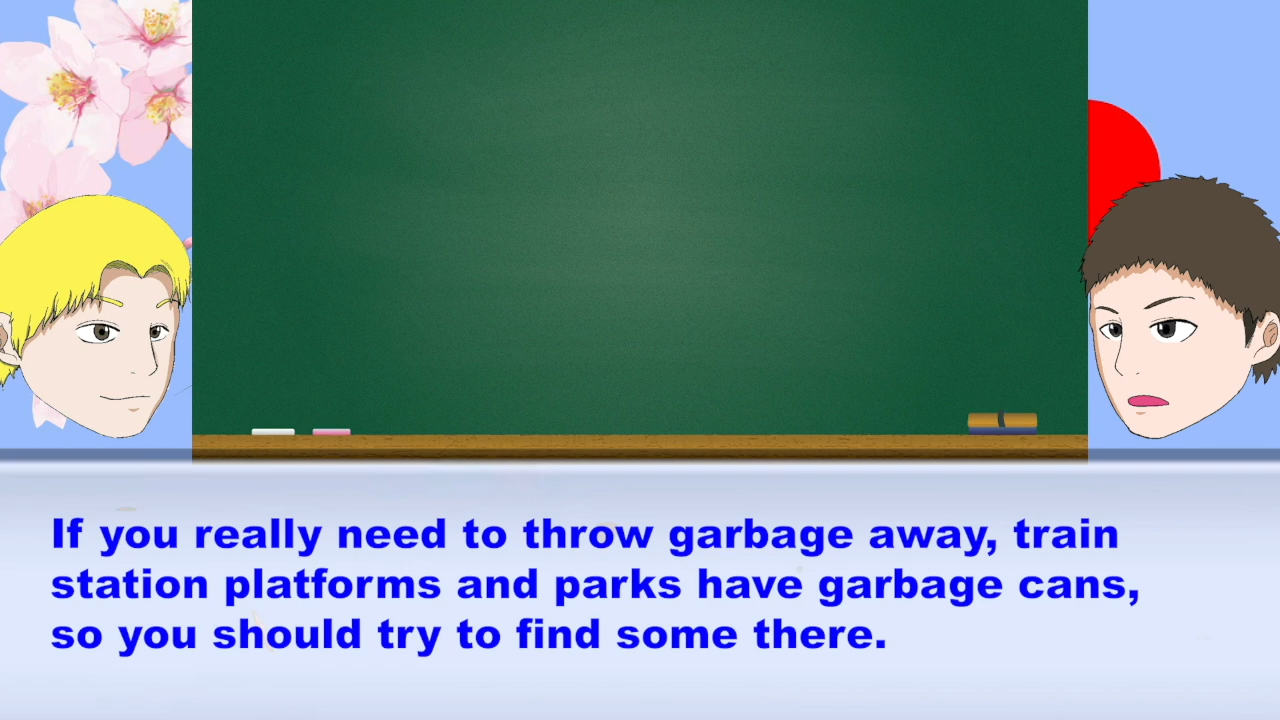 If you really need to throw garbage away, train
station platforms and parks have garbage cans,
so you should try to find some there.